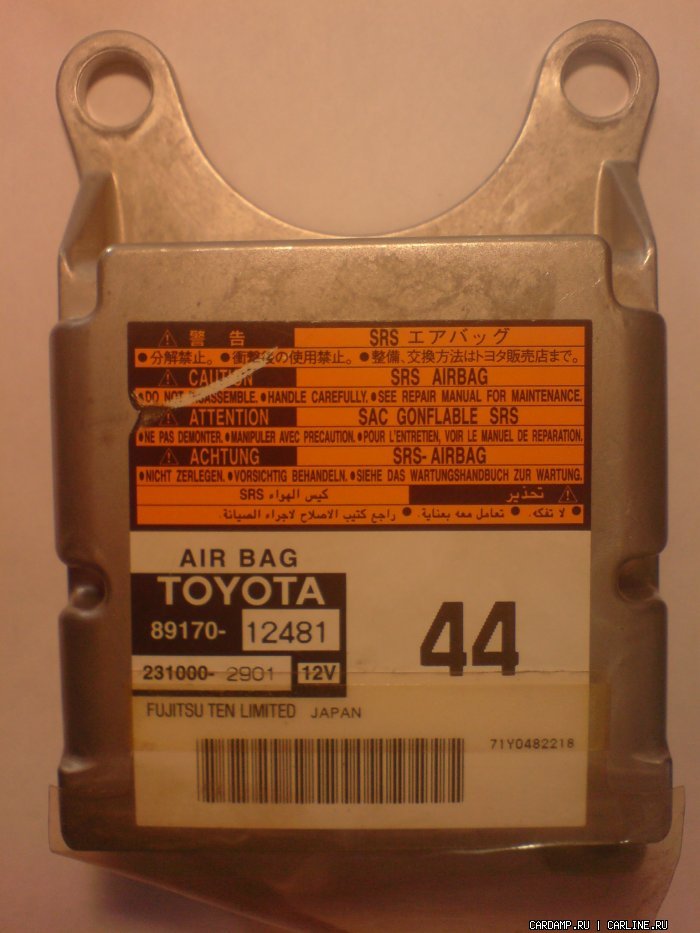 ⚠ 警告 SRS エアバッグ
●分解禁止。●衝撃後の使用禁止。●整備、交換方法はトヨタ販売店まで。
⚠ CAUTION SRS AIRBAG
●DO NOT DISASSEMBLE. ●HANDLE CAREFULLY. ●SEE REPAIR MANUAL FOR MAINTENANCE.
⚠ ATTENTION SAC GONFLABLE SRS
●NE PAS DEMONTER. ●MANIPULER AVEC PRECAUTION. ●POUR L'ENTRETIEN, VOIR LE MANUEL DE REPARATION.
⚠ ACHTUNG SRS-AIRBAG
●NICHT ZERLEGEN. ●VORSICHTIG BEHANDELN. ●SIEHE DAS WARTUNGSHANDBUCH ZUR WARTUNG.
⚠ تحذير كيس الهواء SRS
● لا تفكه. ● تعامل معه بعناية. ● راجع كتيب الاصلاح لاجراء الصيانة.
AIR BAG
TOYOTA
89170- 12481
44
231000- 2901 12V
FUJITSU TEN LIMITED JAPAN
71Y0482218
CARDAMP.RU | CARLINE.RU